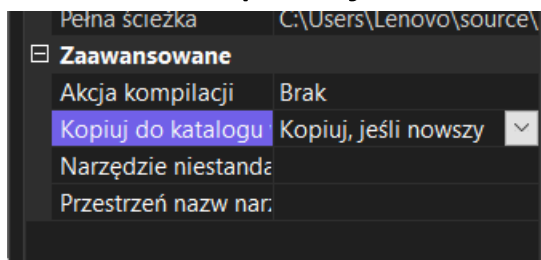 Pełna ścieżka C:\Users\Lenovo\source\
Zaawansowane
Akcja kompilacji Brak
Kopiuj do katalogu Kopiuj, jeśli nowszy
Narzędzie niestanda
Przestrzeń nazw nar